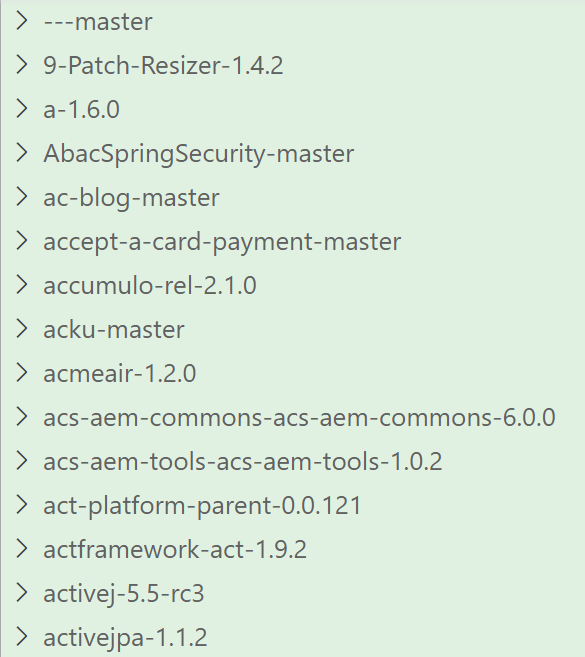 ---master
9-Patch-Resizer-1.4.2
a-1.6.0
AbacSpringSecurity-master
ac-blog-master
accept-a-card-payment-master
accumulo-rel-2.1.0
acku-master
acmeair-1.2.0
acs-aem-commons-acs-aem-commons-6.0.0
acs-aem-tools-acs-aem-tools-1.0.2
act-platform-parent-0.0.121
actframework-act-1.9.2
activej-5.5-rc3
activejpa-1.1.2